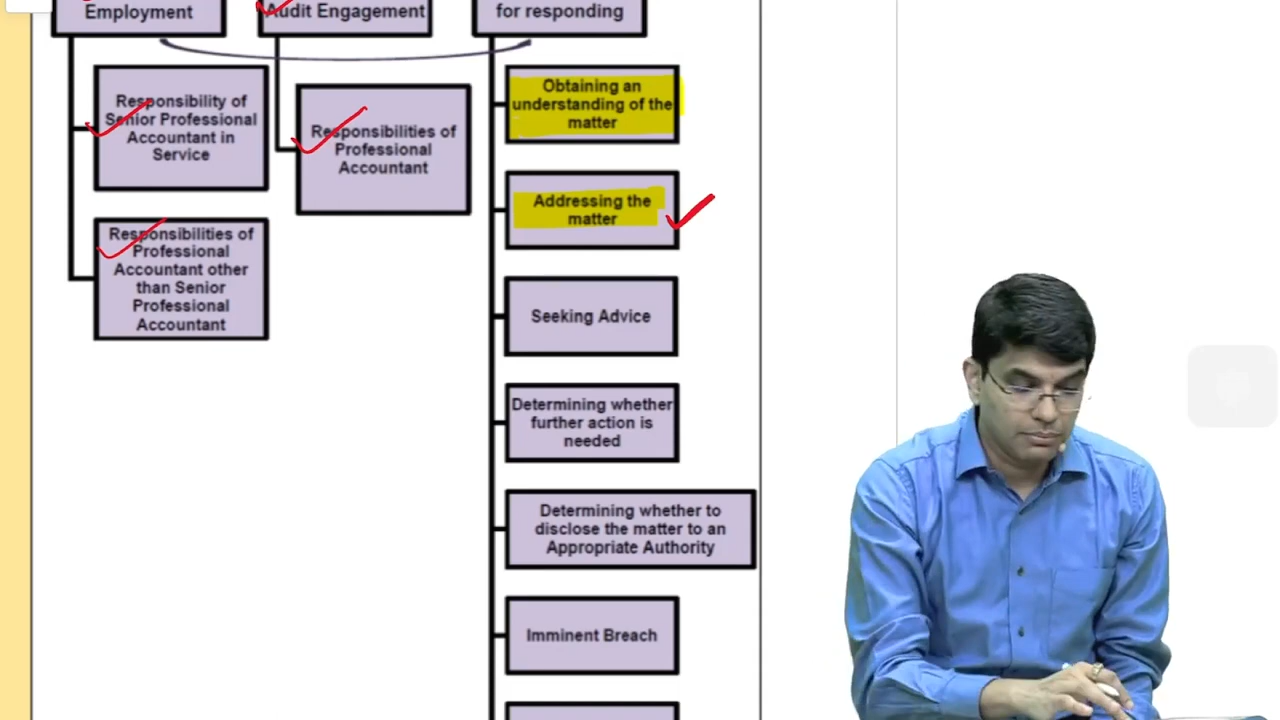 Employment
Audit Engagement
for responding
Responsibility of
Senior Professional
Accountant in
Service
Responsibilities of
Professional
Accountant other
than Senior
Professional
Accountant
Responsibilities of
Professional
Accountant
Obtaining an
understanding of the
matter
Addressing the
matter
Seeking Advice
Determining whether
further action is
needed
Determining whether to
disclose the matter to an
Appropriate Authority
Imminent Breach